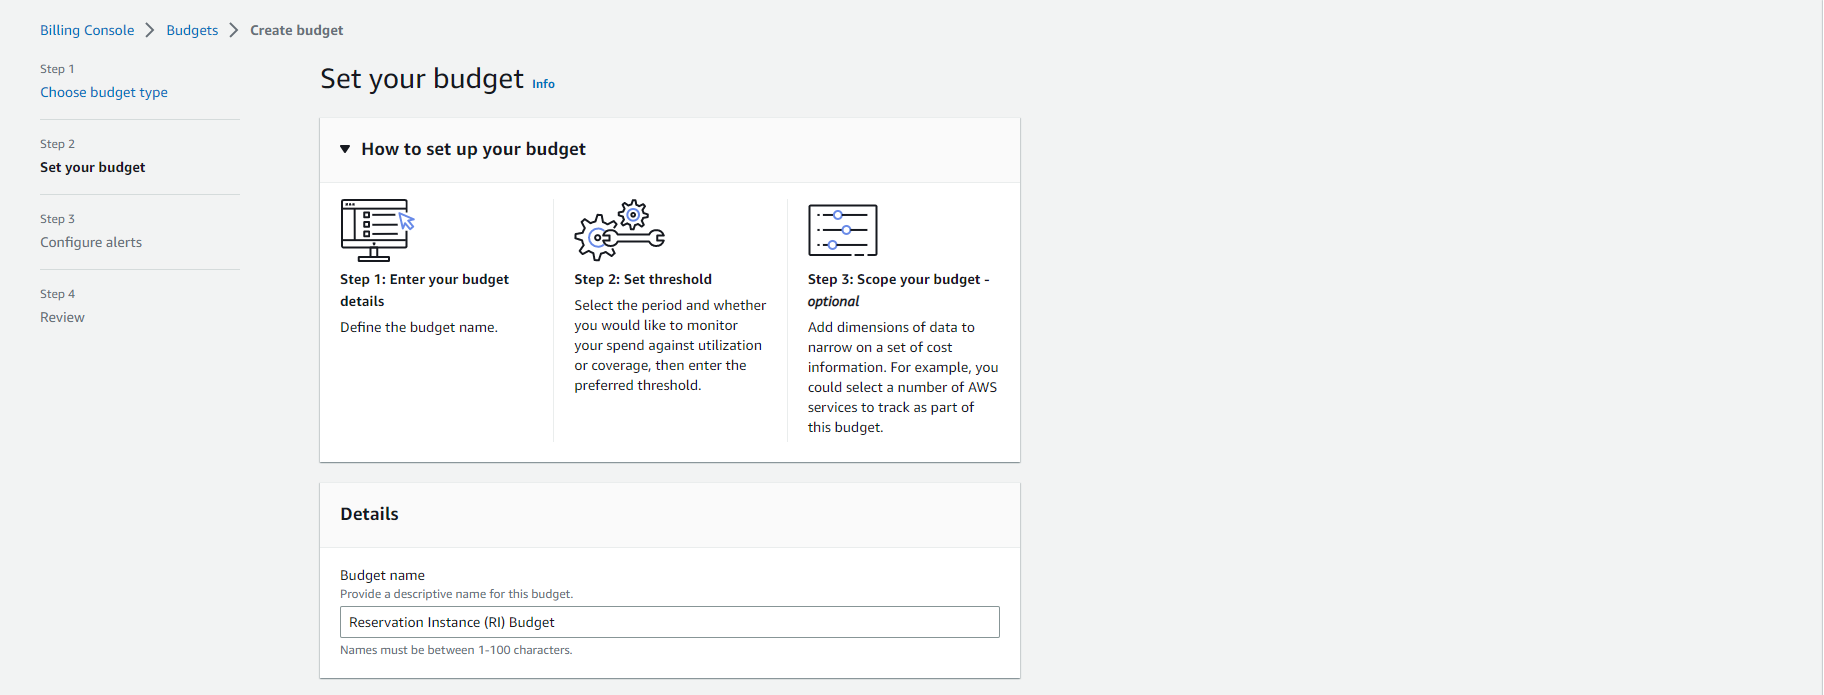 Billing Console > Budgets > Create budget
Step 1
Choose budget type
Step 2
Set your budget
Step 3
Configure alerts
Step 4
Review
Set your budget Info
How to set up your budget
Step 1: Enter your budget
details
Define the budget name.
Step 2: Set threshold
Select the period and whether
you would like to monitor
your spend against utilization
or coverage, then enter the
preferred threshold.
Step 3: Scope your budget -
optional
Add dimensions of data to
narrow on a set of cost
information. For example, you
could select a number of AWS
services to track as part of
this budget.
Details
Budget name
Provide a descriptive name for this budget.
Reservation Instance (RI) Budget
Names must be between 1-100 characters.